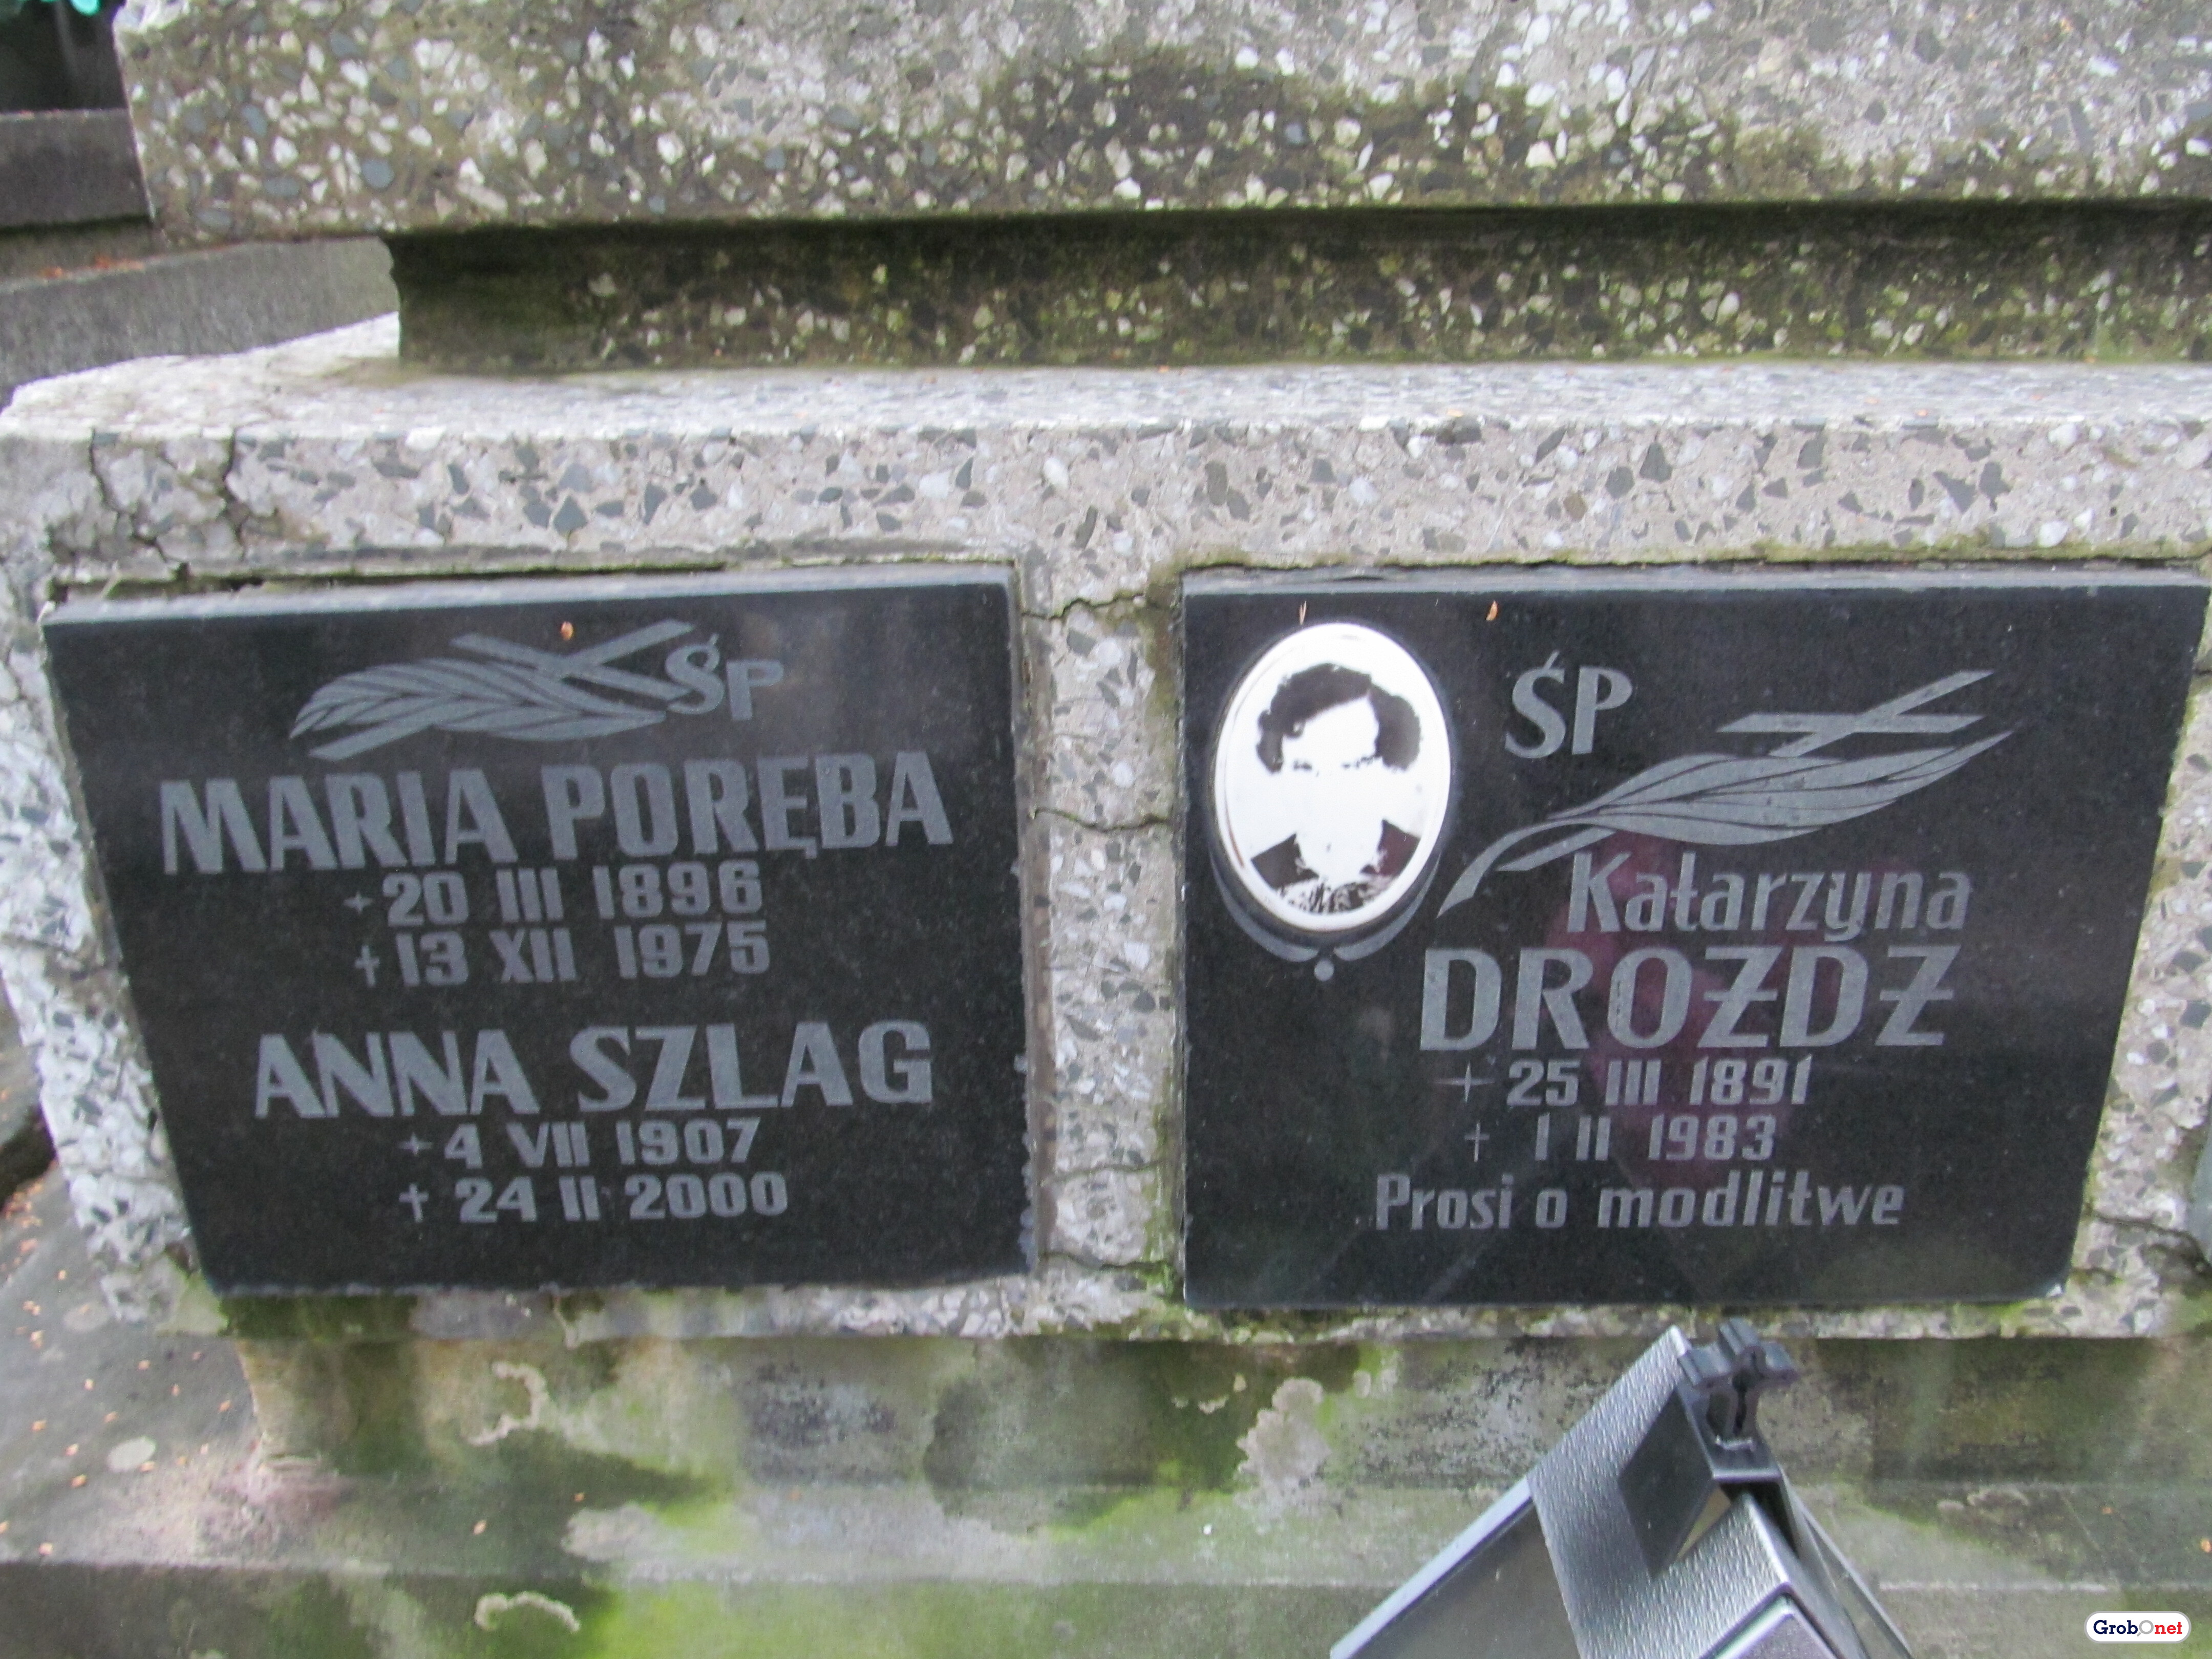 ŚP
MARIA PORĘBA
+ 20 III 1896
† 13 XII 1975
ANNA SZLAG
+ 4 VII 1907
† 24 II 2000
ŚP
Katarzyna
DROƵDƵ
+ 25 III 1891
† 1 II 1983
Prosi o modlitwe
GrobOnet